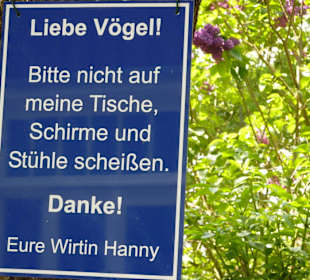 Liebe Vögel!
Bitte nicht auf
meine Tische,
Schirme und
Stühle scheißen.
Danke!
Eure Wirtin Hanny